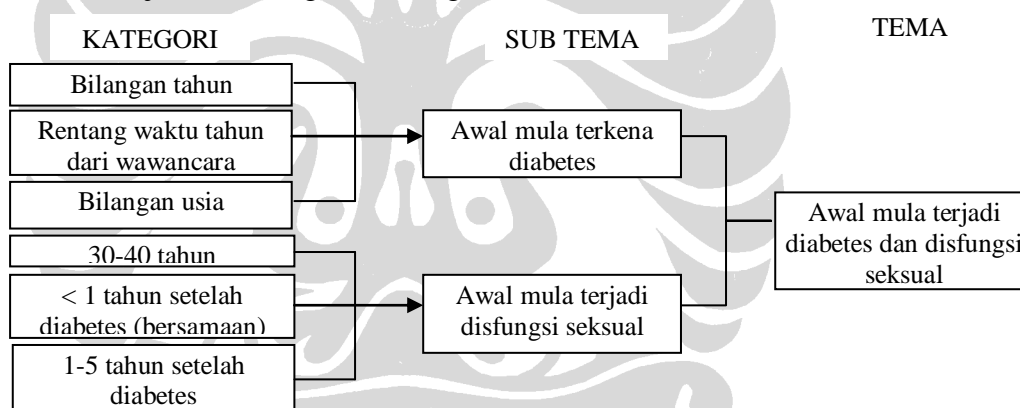 KATEGORI
SUB TEMA
TEMA
Bilangan tahun
Rentang waktu tahun
dari wawancara
Bilangan usia
Awal mula terkena
diabetes
30-40 tahun
< 1 tahun setelah
diabetes (bersamaan)
1-5 tahun setelah
diabetes
Awal mula terjadi
disfungsi seksual
Awal mula terjadi
diabetes dan disfungsi
seksual